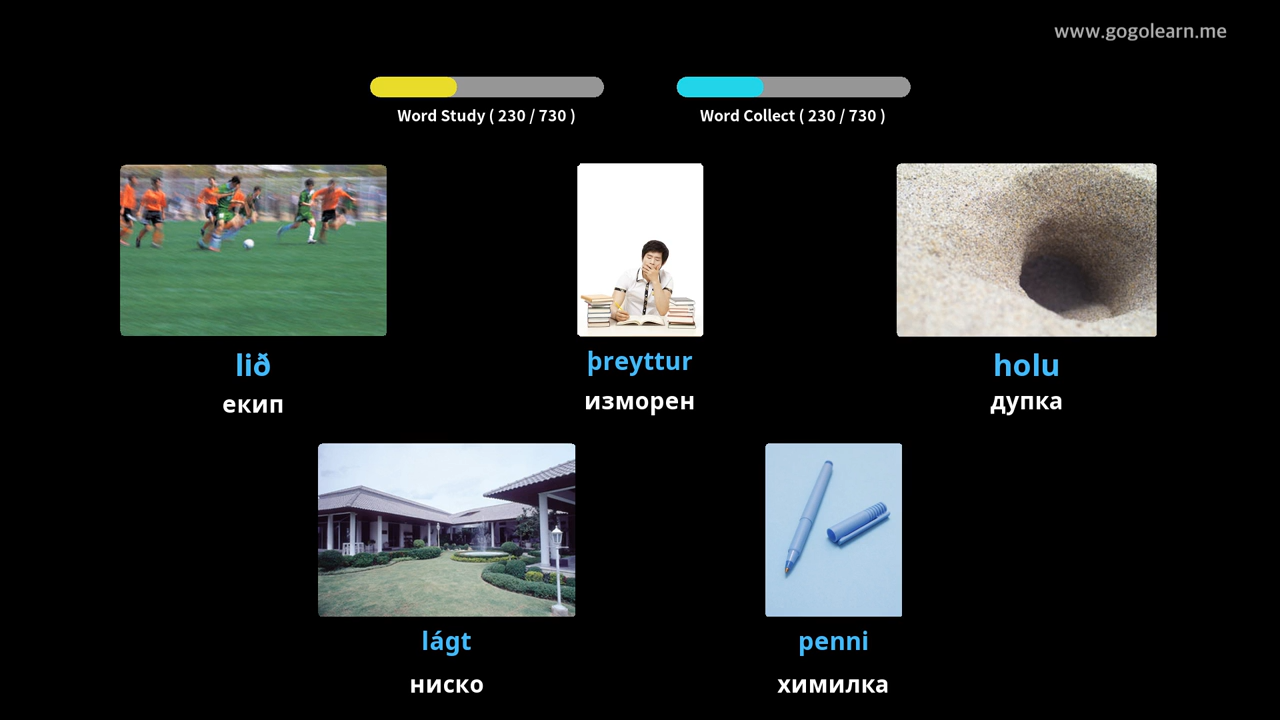 www.gogolearn.me
Word Study ( 230 / 730 )
Word Collect ( 230 / 730 )
lið
екип
þreyttur
изморен
holu
дупка
lágt
ниско
penni
химилка